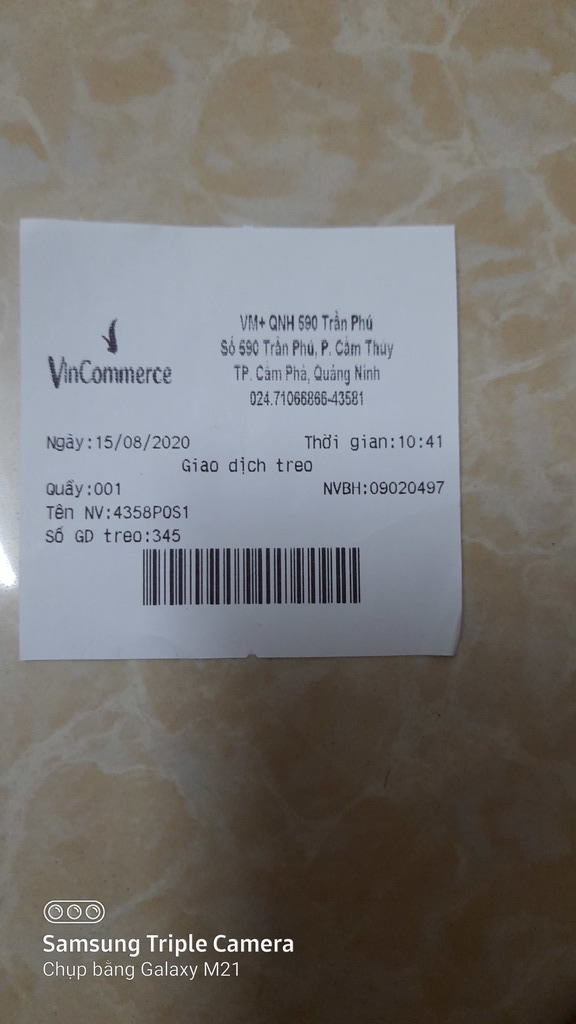 VinCommerce
VM+ QNH 590 Trần Phú
Số 590 Trần Phú, P. Cẩm Thủy
TP. Cẩm Phả, Quảng Ninh
024.71066866-43581
Ngày:15/08/2020 Thời gian:10:41
Giao dịch treo
Quầy:001 NVBH:09020497
Tên NV:4358POS1
Số GD treo:345
Samsung Triple Camera
Chụp bằng Galaxy M21